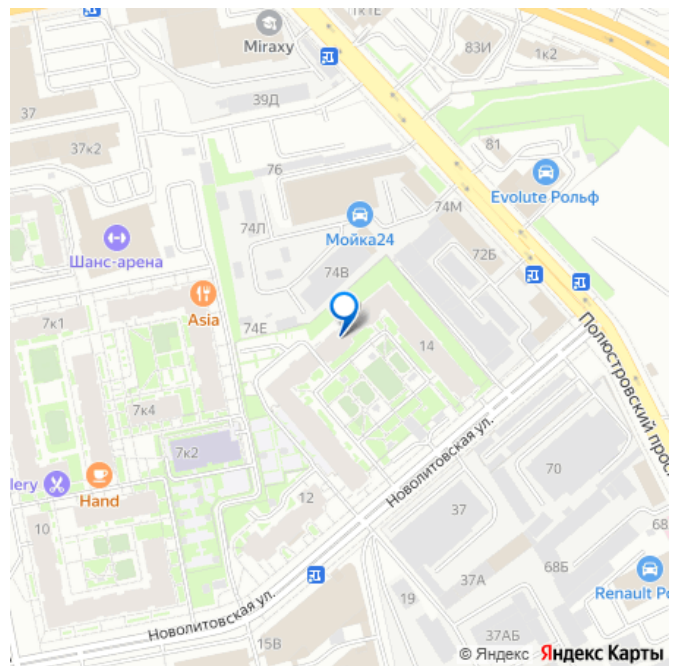 1к1Е
Miraxy
83И
1к2
39Д
37
37к2
76
81
Evolute Рольф
74М
74Л
Мойка24
72Б
Шанс-арена
74В
Asia
7к1
74Е
14
Полюстровский прос
7к4
7к2
Новолитовская ул.
70
lery
Hand
12
37
10
68
68Б
37А
Renault Ро
19
Новолитовская ул.
15В
37АБ
© Яндекс Яндекс Карты